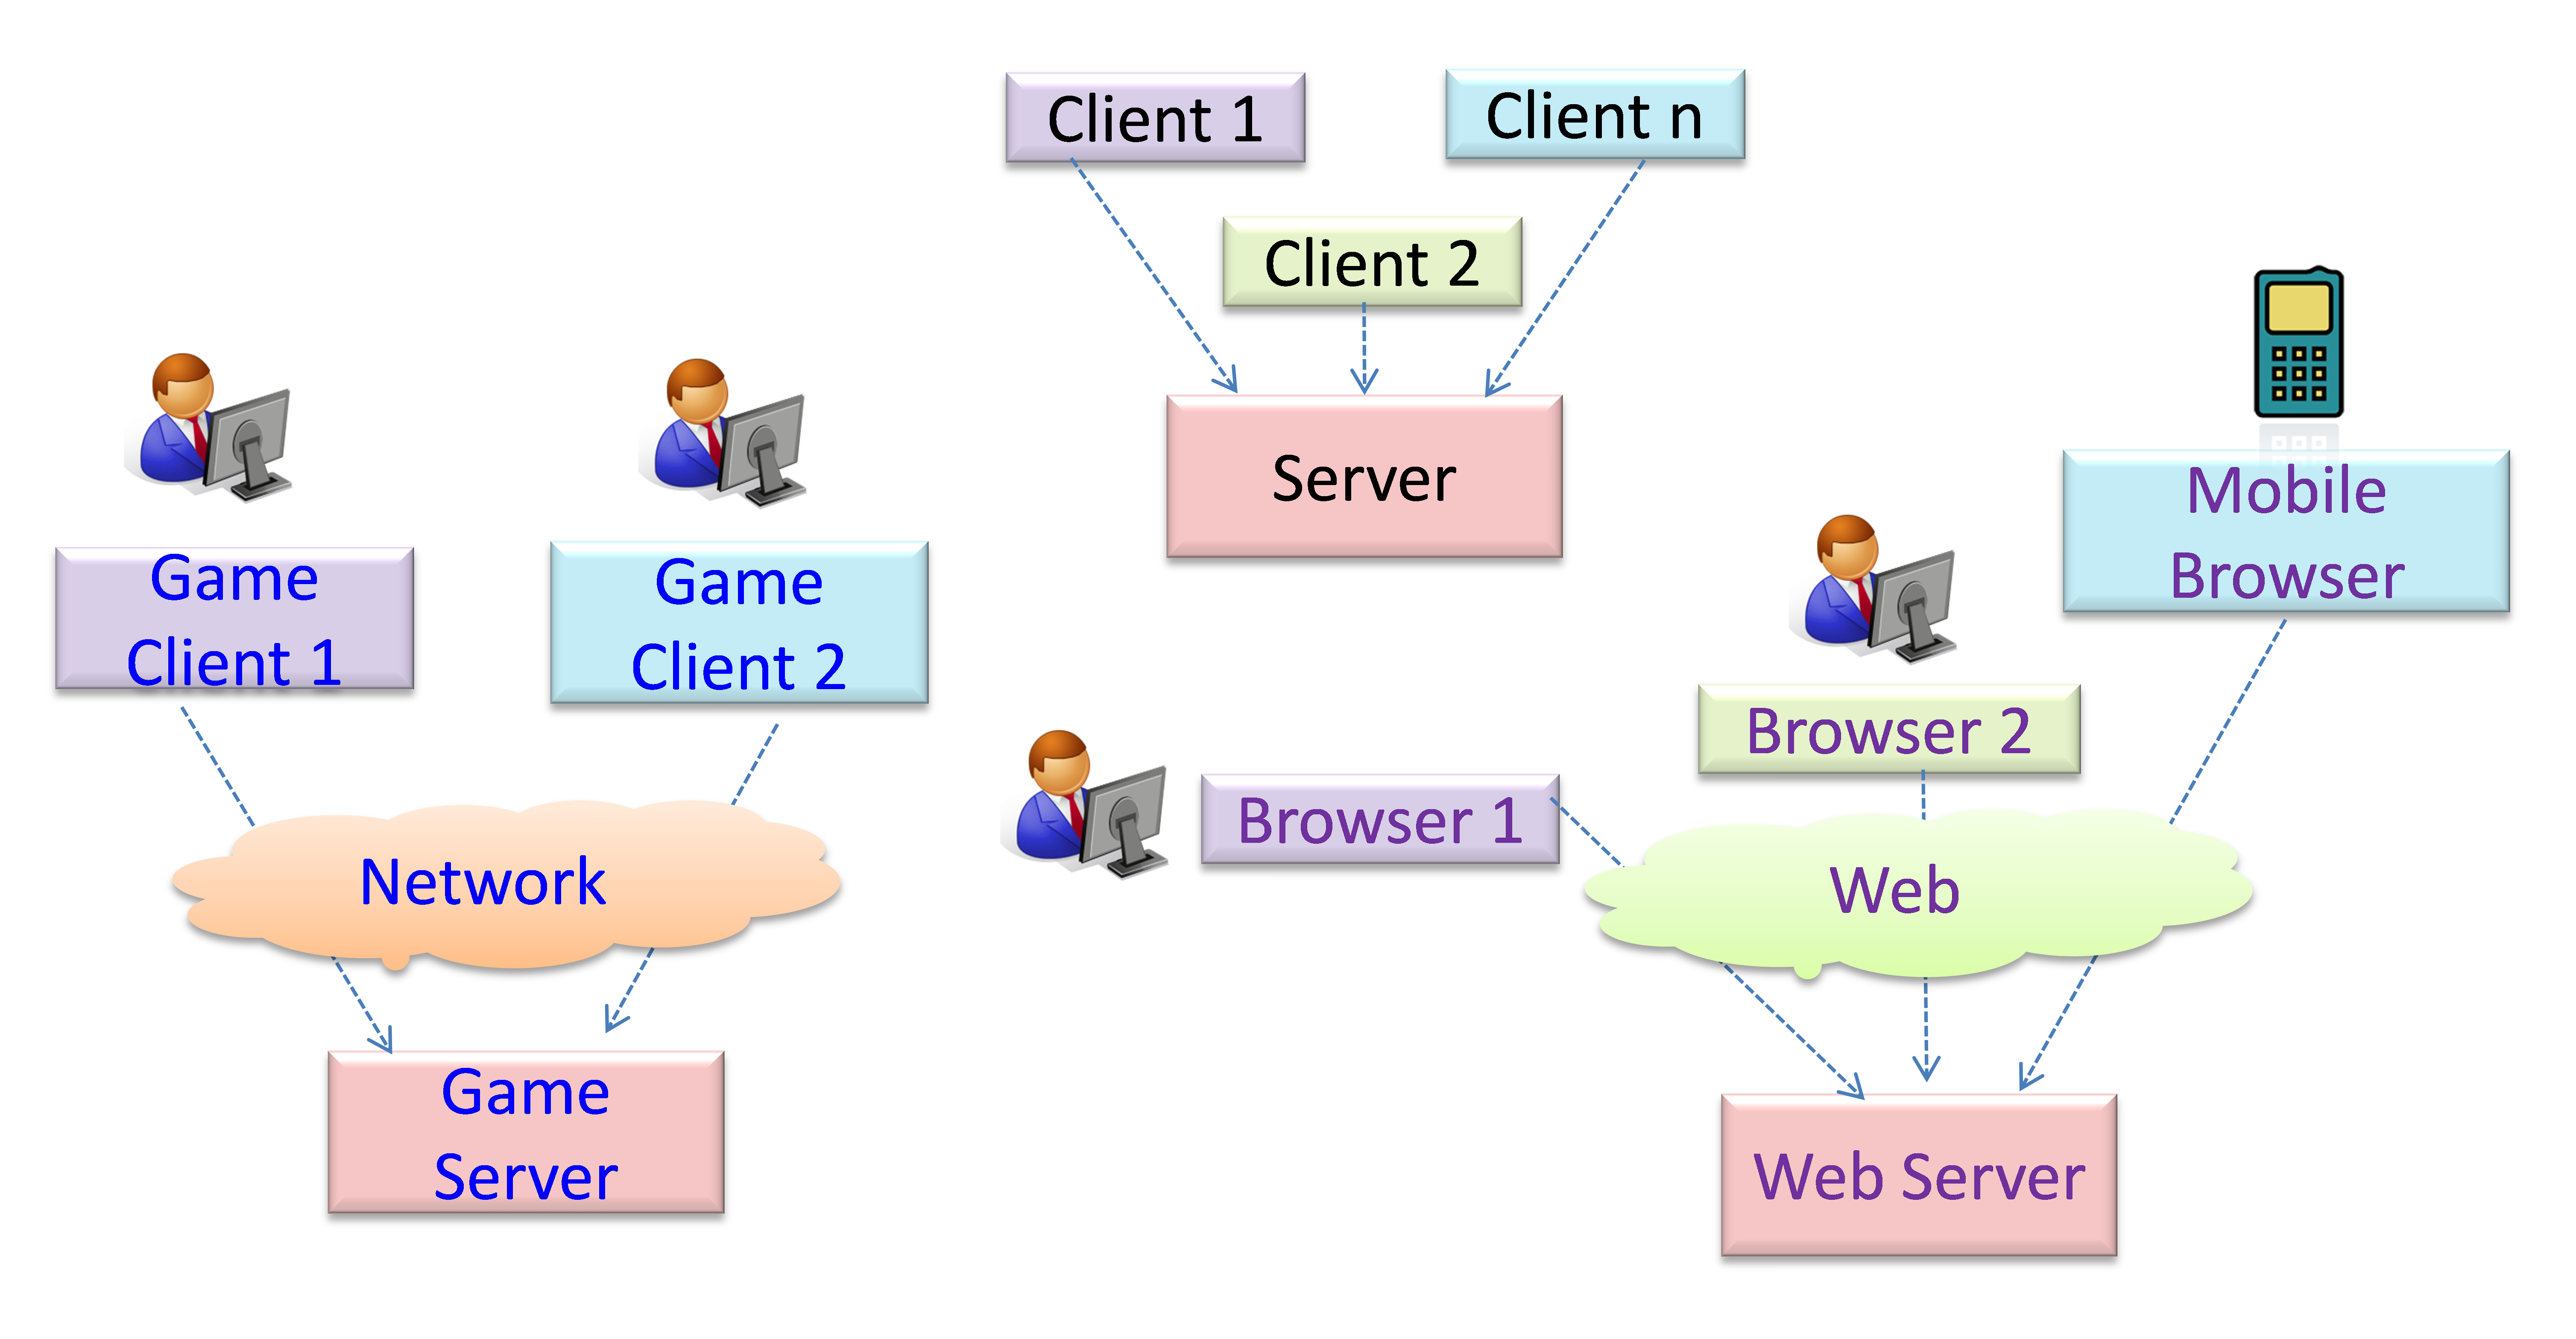 Client 1
Client n
Client 2
Server
Game
Client 1
Game
Client 2
Network
Game
Server
Mobile
Browser
Browser 2
Browser 1
Web
Web Server